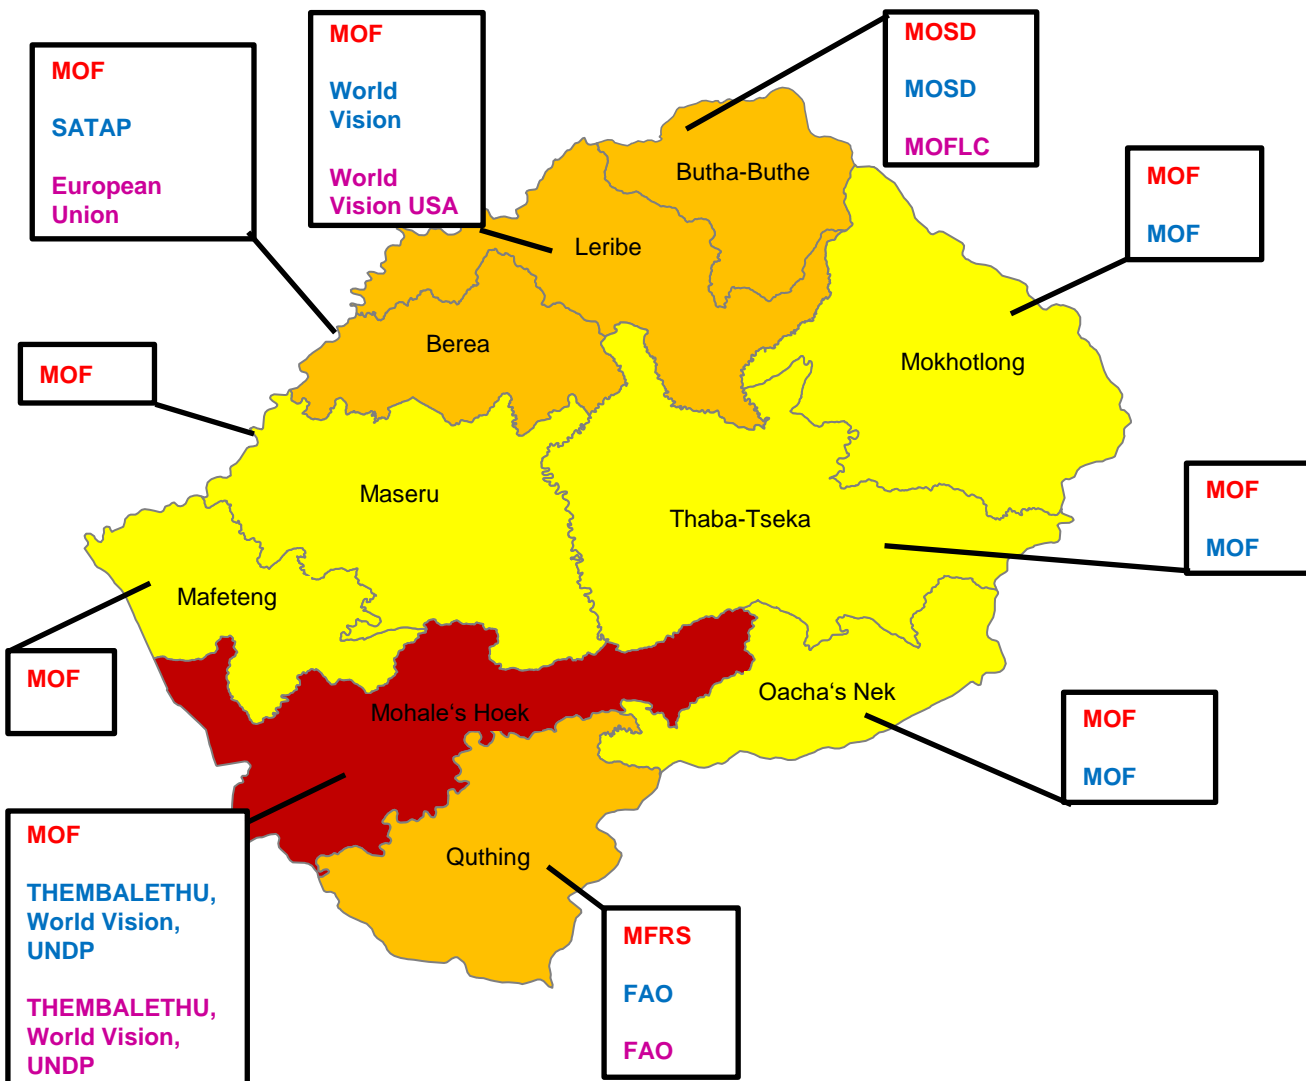 MOF
SATAP
European
Union
MOF
World
Vision
World
Vision USA
MOSD
MOSD
MOFLC
MOF
MOF
Butha-Buthe
Leribe
Berea
Mokhotlong
MOF
Maseru
Thaba-Tseka
MOF
MOF
Mafeteng
MOF
Mohale‘s Hoek
Oacha‘s Nek
MOF
MOF
Quthing
MOF
THEMBALETHU,
World Vision,
UNDP
THEMBALETHU,
World Vision,
UNDP
MFRS
FAO
FAO